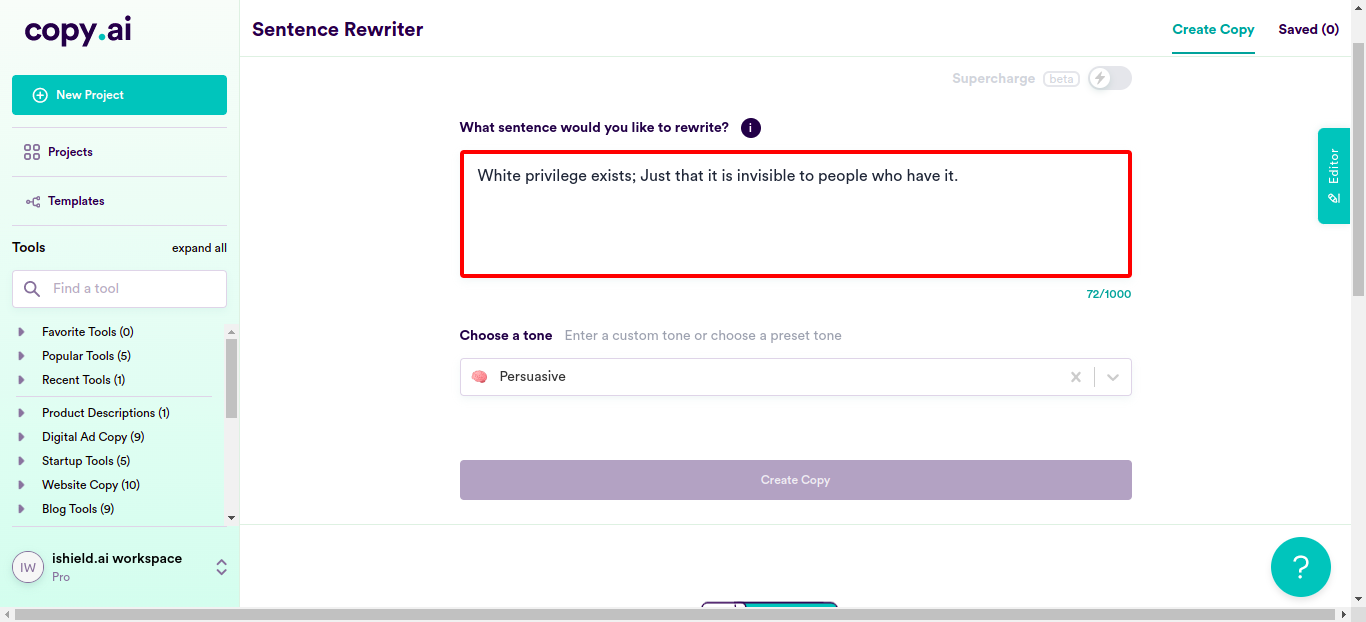 copy.ai
Sentence Rewriter
Create Copy
Saved (0)
New Project
Supercharge beta
What sentence would you like to rewrite? i
Projects
White privilege exists; Just that it is invisible to people who have it.
Editor
Templates
Tools
expand all
Find a tool
72/1000
Favorite Tools (0)
Choose a tone Enter a custom tone or choose a preset tone
Popular Tools (5)
Recent Tools (1)
Persuasive
Product Descriptions (1)
Digital Ad Copy (9)
Startup Tools (5)
Website Copy (10)
Blog Tools (9)
Create Copy
IW
ishield.ai workspace
Pro
?